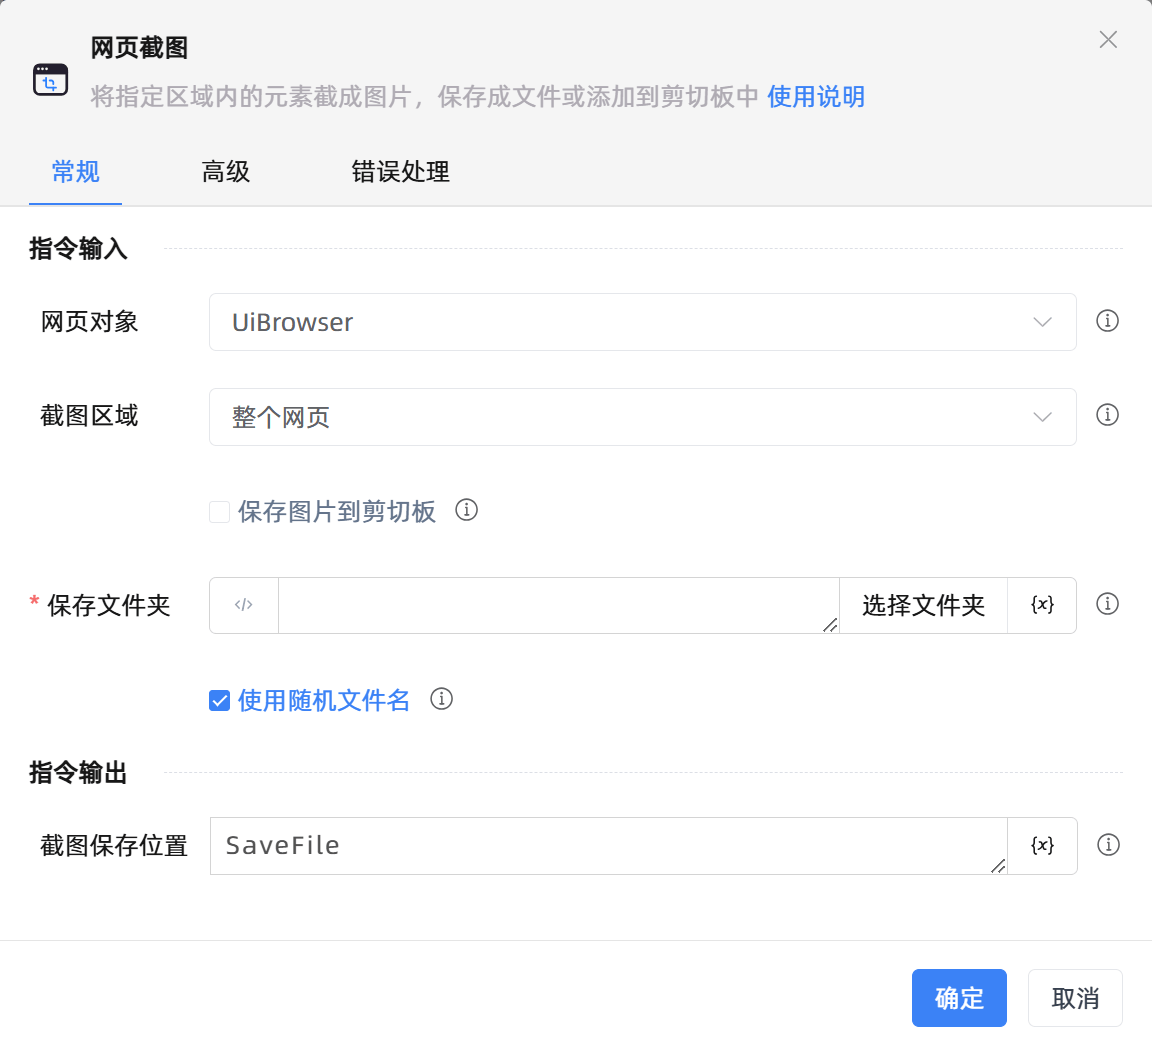 网页截图
将指定区域内的元素截成图片，保存成文件或添加到剪切板中 使用说明
常规 高级 错误处理
指令输入
网页对象 UiBrowser
截图区域 整个网页
保存图片到剪切板
* 保存文件夹 </> 选择文件夹 {x}
使用随机文件名
指令输出
截图保存位置 SaveFile {x}
确定 取消